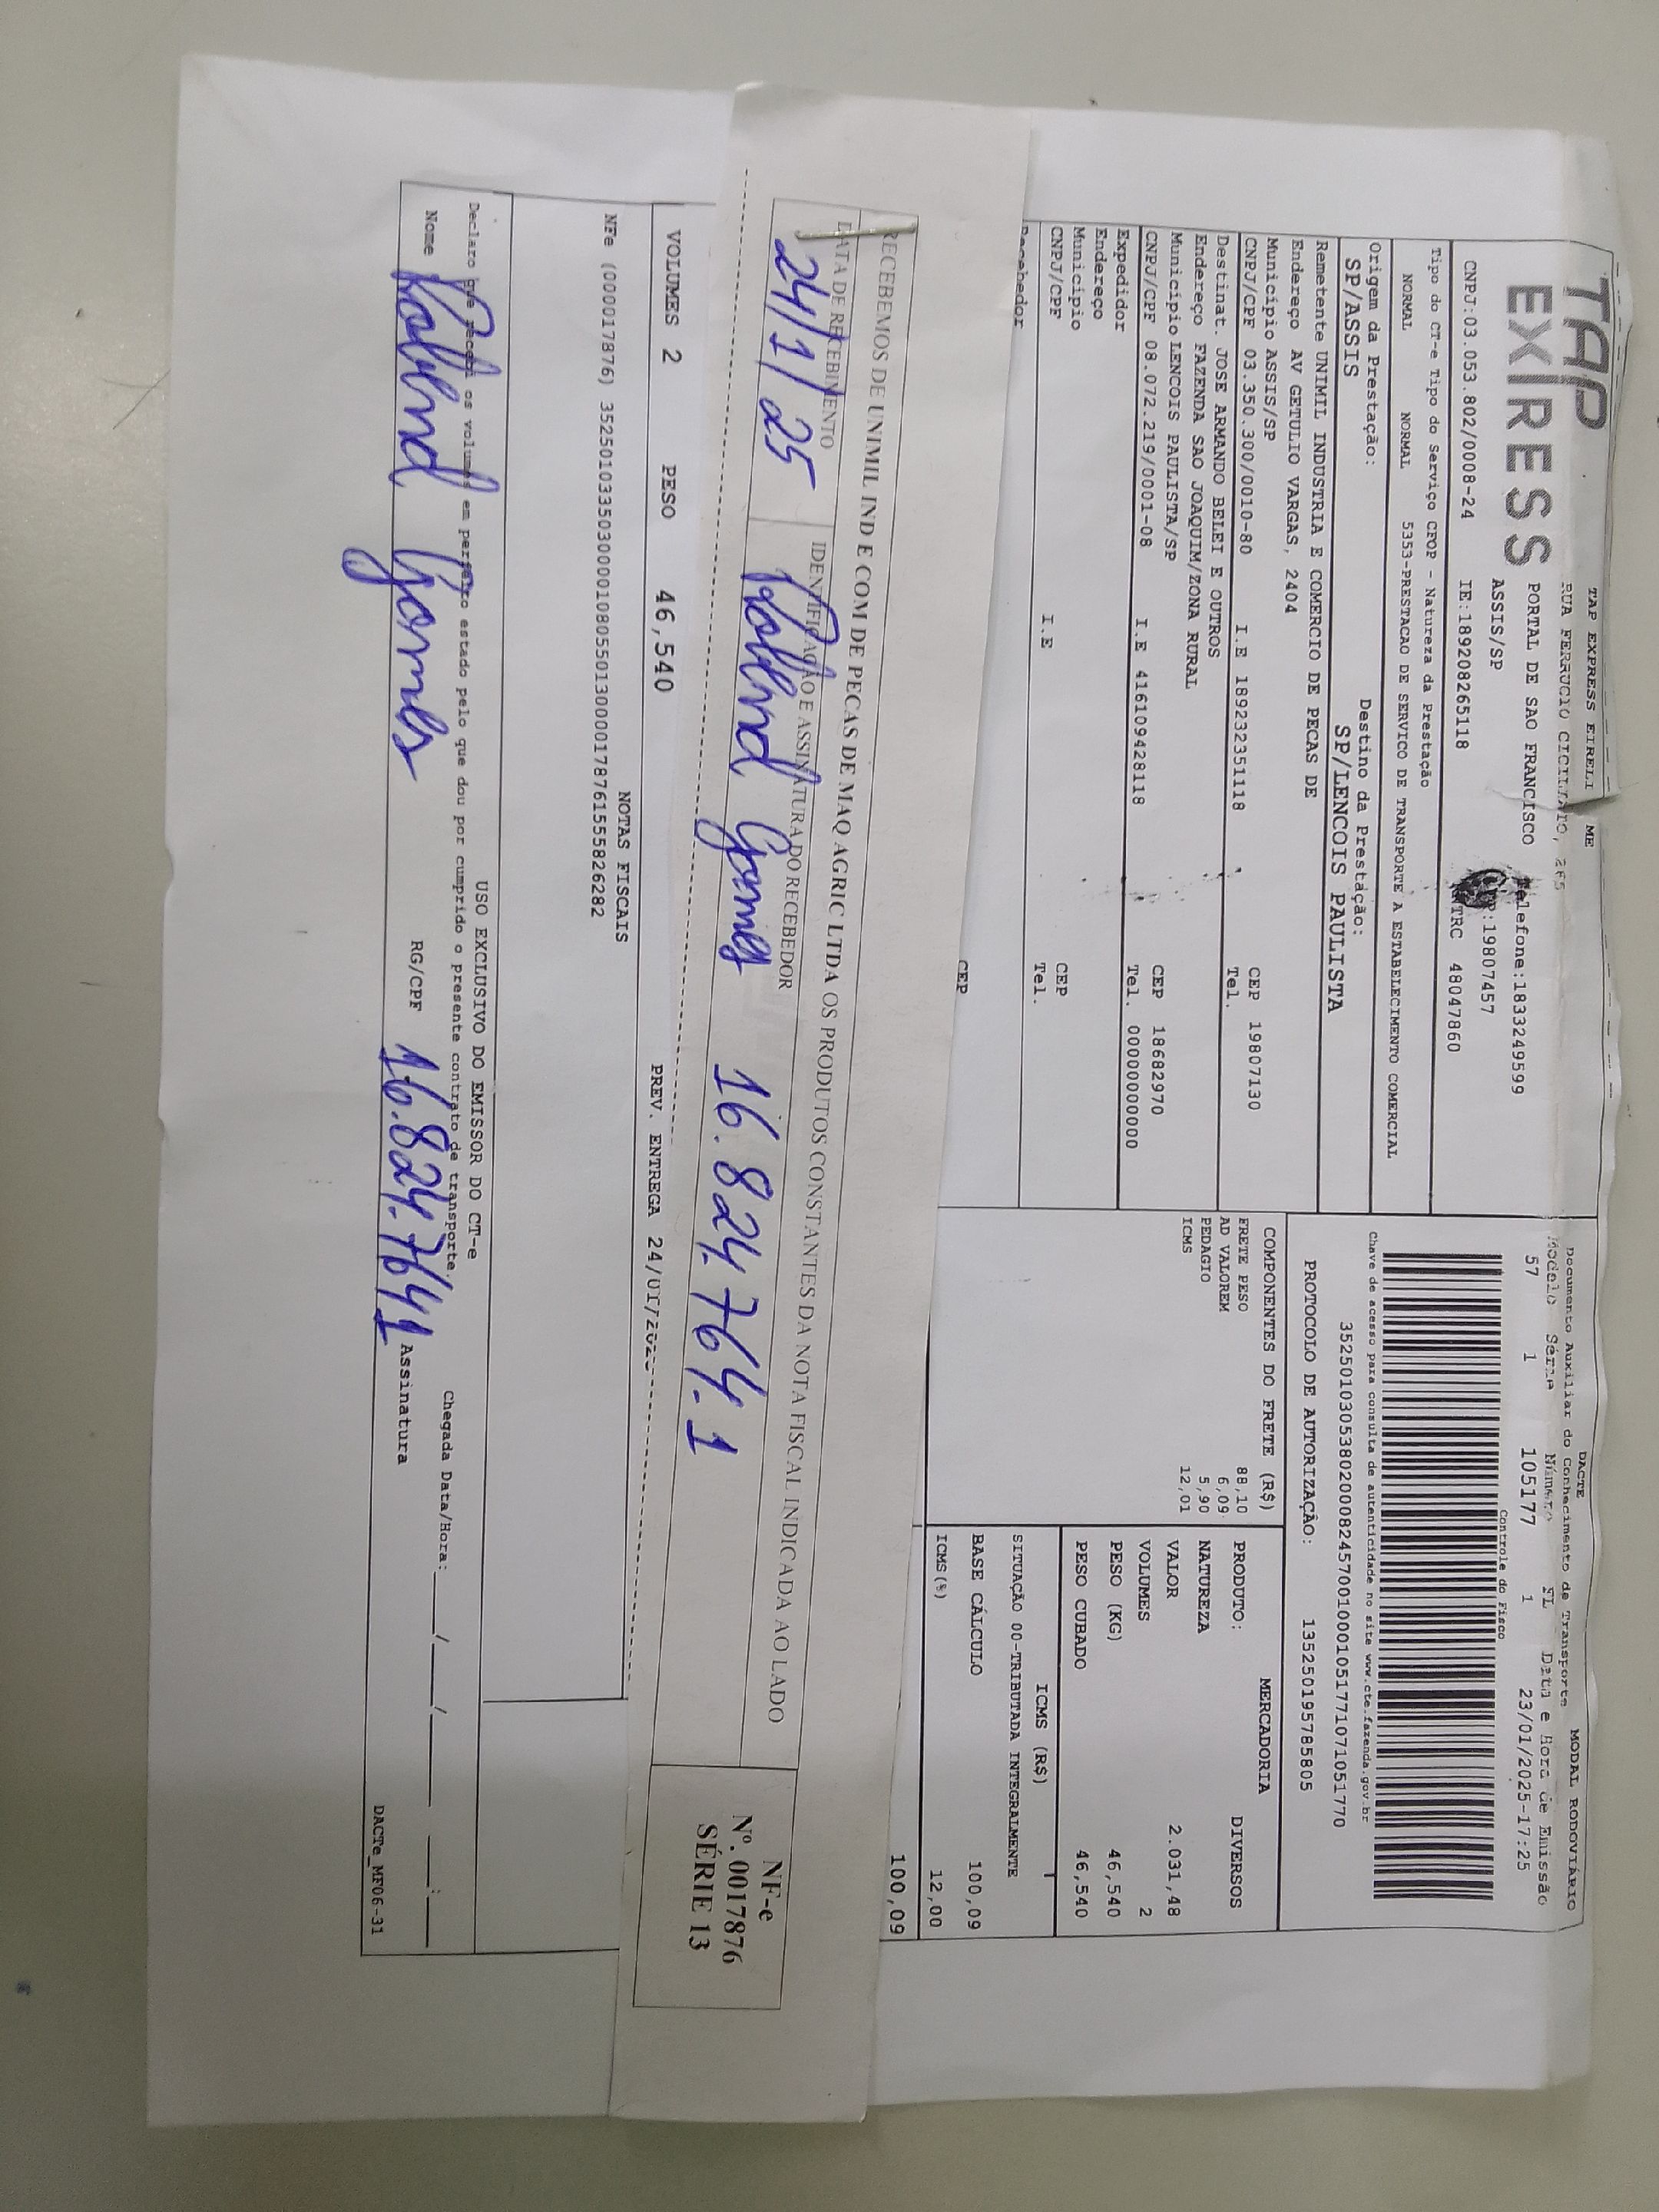 TAP
EXPRESS
TAP EXPRESS EIRELI ME
RUA FERRUCIO CICILIATO, 265
PORTAL DE SAO FRANCISCO Telefone:1833249599
ASSIS/SP :19807457
CNPJ:03.053.802/0008-24 IE:189208265118 NTRC 48047860
DACTE MODAL RODOVIÁRIO
Documento Auxiliar do Conhecimento de Transporte
Modelo Série Número FL Data e Hora de Emissão
57 1 105177 1 23/01/2025-17:25
Controle do Fisco
Chave de acesso para consulta de autenticidade no site www.cte.fazenda.gov.br
PROTOCOLO DE AUTORIZAÇÃO: 135250195785805
Tipo do CT-e Tipo do Serviço CFOP - Natureza da Prestação
NORMAL NORMAL 5353-PRESTACAO DE SERVICO DE TRANSPORTE A ESTABELECIMENTO COMERCIAL
Origem da Prestação: Destino da Prestação:
SP/ASSIS SP/LENCOIS PAULISTA
Remetente UNIMIL INDUSTRIA E COMERCIO DE PECAS DE
Endereço AV GETULIO VARGAS, 2404
Município ASSIS/SP CEP 19807130
CNPJ/CPF 03.350.300/0010-80 I.E 189232351118 Tel.
Destinat. JOSE ARMANDO BELEI E OUTROS
Endereço FAZENDA SAO JOAQUIM/ZONA RURAL
Município LENCOIS PAULISTA/SP CEP 18682970
CNPJ/CPF 08.072.219/0001-08 I.E 416109428118 Tel. 00000000000
Expedidor
Endereço
Município CEP
CNPJ/CPF I.E Tel.
Recebedor
CEP
COMPONENTES DO FRETE (R$)
FRETE PESO 88,10
AD VALOREM 6,09
PEDAGIO 5,90
ICMS 12,01
MERCADORIA
PRODUTO: DIVERSOS
NATUREZA
VALOR 2.031,48
VOLUMES 2
PESO (KG) 46,540
PESO CUBADO 46,540
ICMS (R$)
SITUAÇÃO 00-TRIBUTADA INTEGRALMENTE
BASE CÁLCULO 100,09
ICMS(%) 12,00
100,09
RECEBEMOS DE UNIMIL IND E COM DE PECAS DE MAQ AGRIC LTDA OS PRODUTOS CONSTANTES DA NOTA FISCAL INDICADA AO LADO
DATA DE RECEBIMENTO IDENTIFICAÇÃO E ASSINATURA DO RECEBEDOR
24/1/25 Gomes 16.824.764.1
NF-e
Nº. 0017876
SÉRIE 13
VOLUMES 2 PESO 46,540 PREV. ENTREGA 24/01/2025
NOTAS FISCAIS
USO EXCLUSIVO DO EMISSOR DO CT-e
Declaro que recebi os volumes em perfeito estado pelo que dou por cumprido o presente contrato de transporte.
Chegada Data/Hora: ___/___/____ ___:___
Nome Gomes RG/CPF 16.824.7641 Assinatura
DACTe_MF06-31